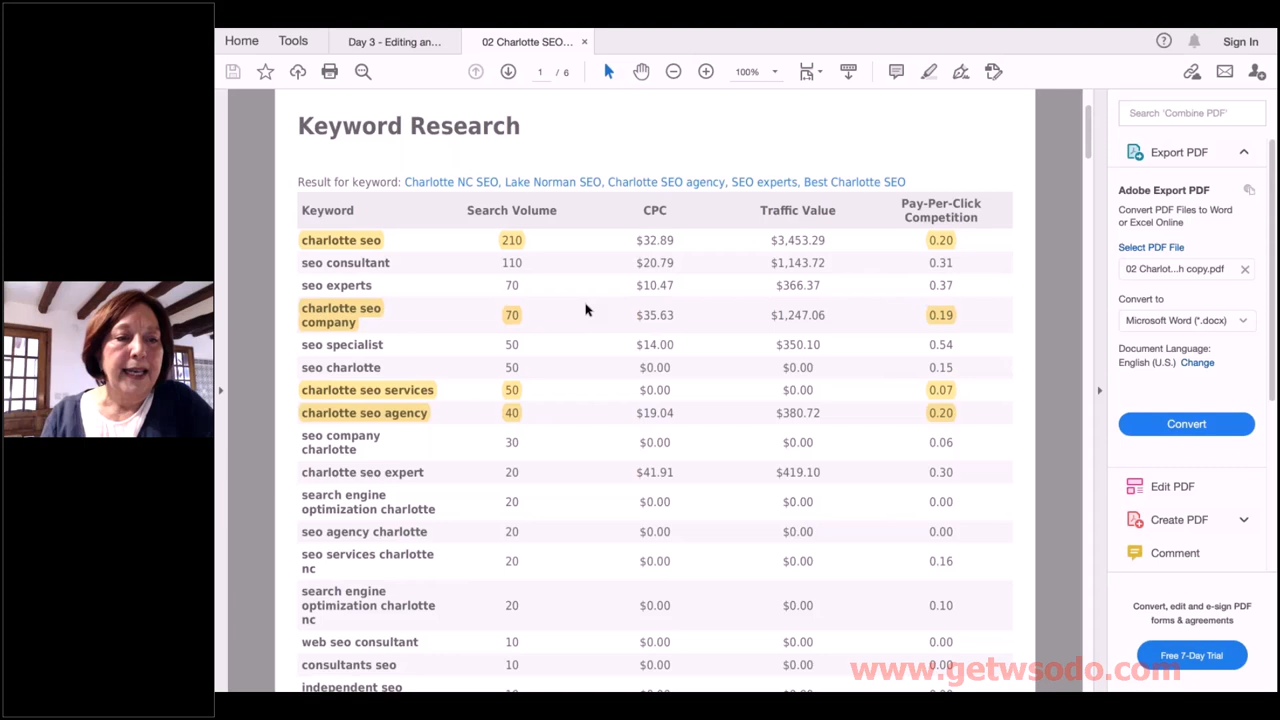 Home Tools Day 3 - Editing an... 02 Charlotte SEO... × Sign In
1 / 6 100%
Keyword Research
Result for keyword: Charlotte NC SEO, Lake Norman SEO, Charlotte SEO agency, SEO experts, Best Charlotte SEO
Keyword Search Volume CPC Traffic Value Pay-Per-Click
Competition
charlotte seo 210 $32.89 $3,453.29 0.20
seo consultant 110 $20.79 $1,143.72 0.31
seo experts 70 $10.47 $366.37 0.37
charlotte seo
company 70 $35.63 $1,247.06 0.19
seo specialist 50 $14.00 $350.10 0.54
seo charlotte 50 $0.00 $0.00 0.15
charlotte seo services 50 $0.00 $0.00 0.07
charlotte seo agency 40 $19.04 $380.72 0.20
seo company
charlotte 30 $0.00 $0.00 0.06
charlotte seo expert 20 $41.91 $419.10 0.30
search engine
optimization charlotte 20 $0.00 $0.00 0.00
seo agency charlotte 20 $0.00 $0.00 0.00
seo services charlotte
nc 20 $0.00 $0.00 0.16
search engine
optimization charlotte
nc 20 $0.00 $0.00 0.10
web seo consultant 10 $0.00 $0.00 0.00
consultants seo 10 $0.00 $0.00 0.00
independent seo
Search 'Combine PDF'
Export PDF
Adobe Export PDF
Convert PDF Files to Word
or Excel Online
Select PDF File
02 Charlot...h copy.pdf ×
Convert to
Microsoft Word (*.docx)
Document Language:
English (U.S.) Change
Convert
Edit PDF
Create PDF
Comment
Convert, edit and e-sign PDF
forms & agreements
Free 7-Day Trial
www.getwsodo.com